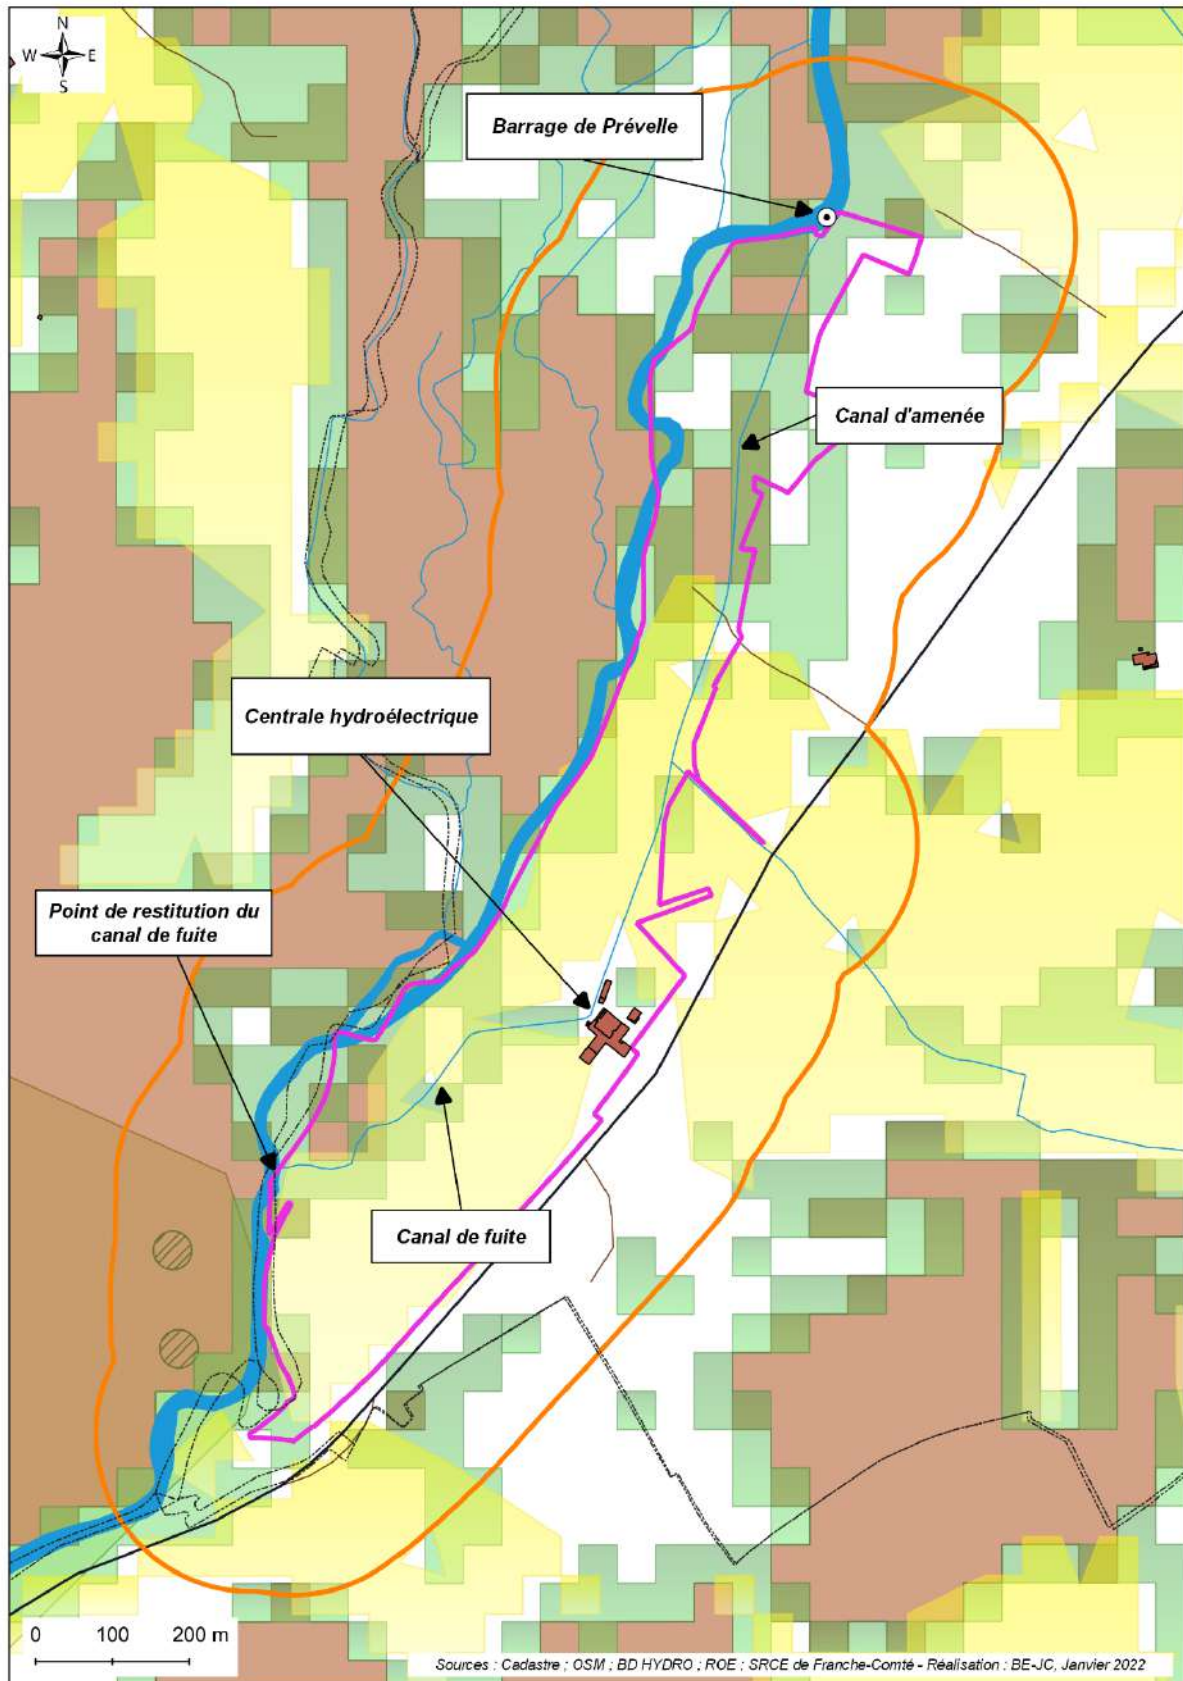 N
W E
S
Barrage de Prévelle
Canal d'amenée
Centrale hydroélectrique
Point de restitution du
canal de fuite
Canal de fuite
0 100 200 m
Sources : Cadastre ; OSM ; BD HYDRO ; ROE ; SRCE de Franche-Comté - Réalisation : BE-JC, Janvier 2022